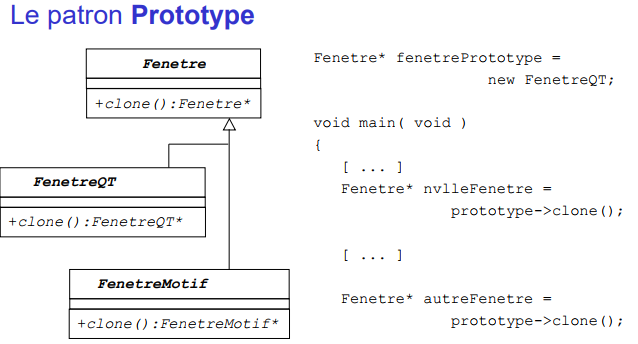 Le patron Prototype
Fenetre
+clone():Fenetre*
FenetreQT
+clone():FenetreQT*
FenetreMotif
+clone():FenetreMotif*
Fenetre* fenetrePrototype =
new FenetreQT;
void main( void )
{
[ ... ]
Fenetre* nvlleFenetre =
prototype->clone();
[ ... ]
Fenetre* autreFenetre =
prototype->clone();